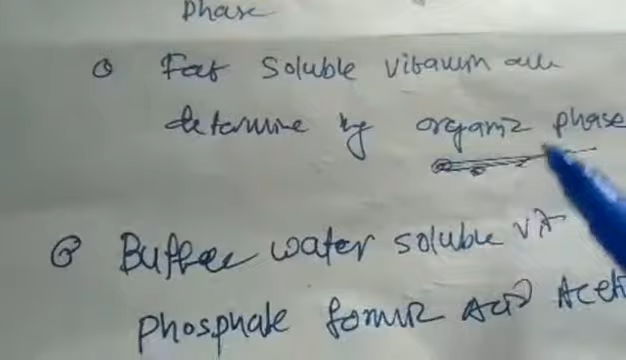 phase
Fat soluble vitamin are
determine by organic phase
Buffer water soluble vit
phosphate formic Acid Acet